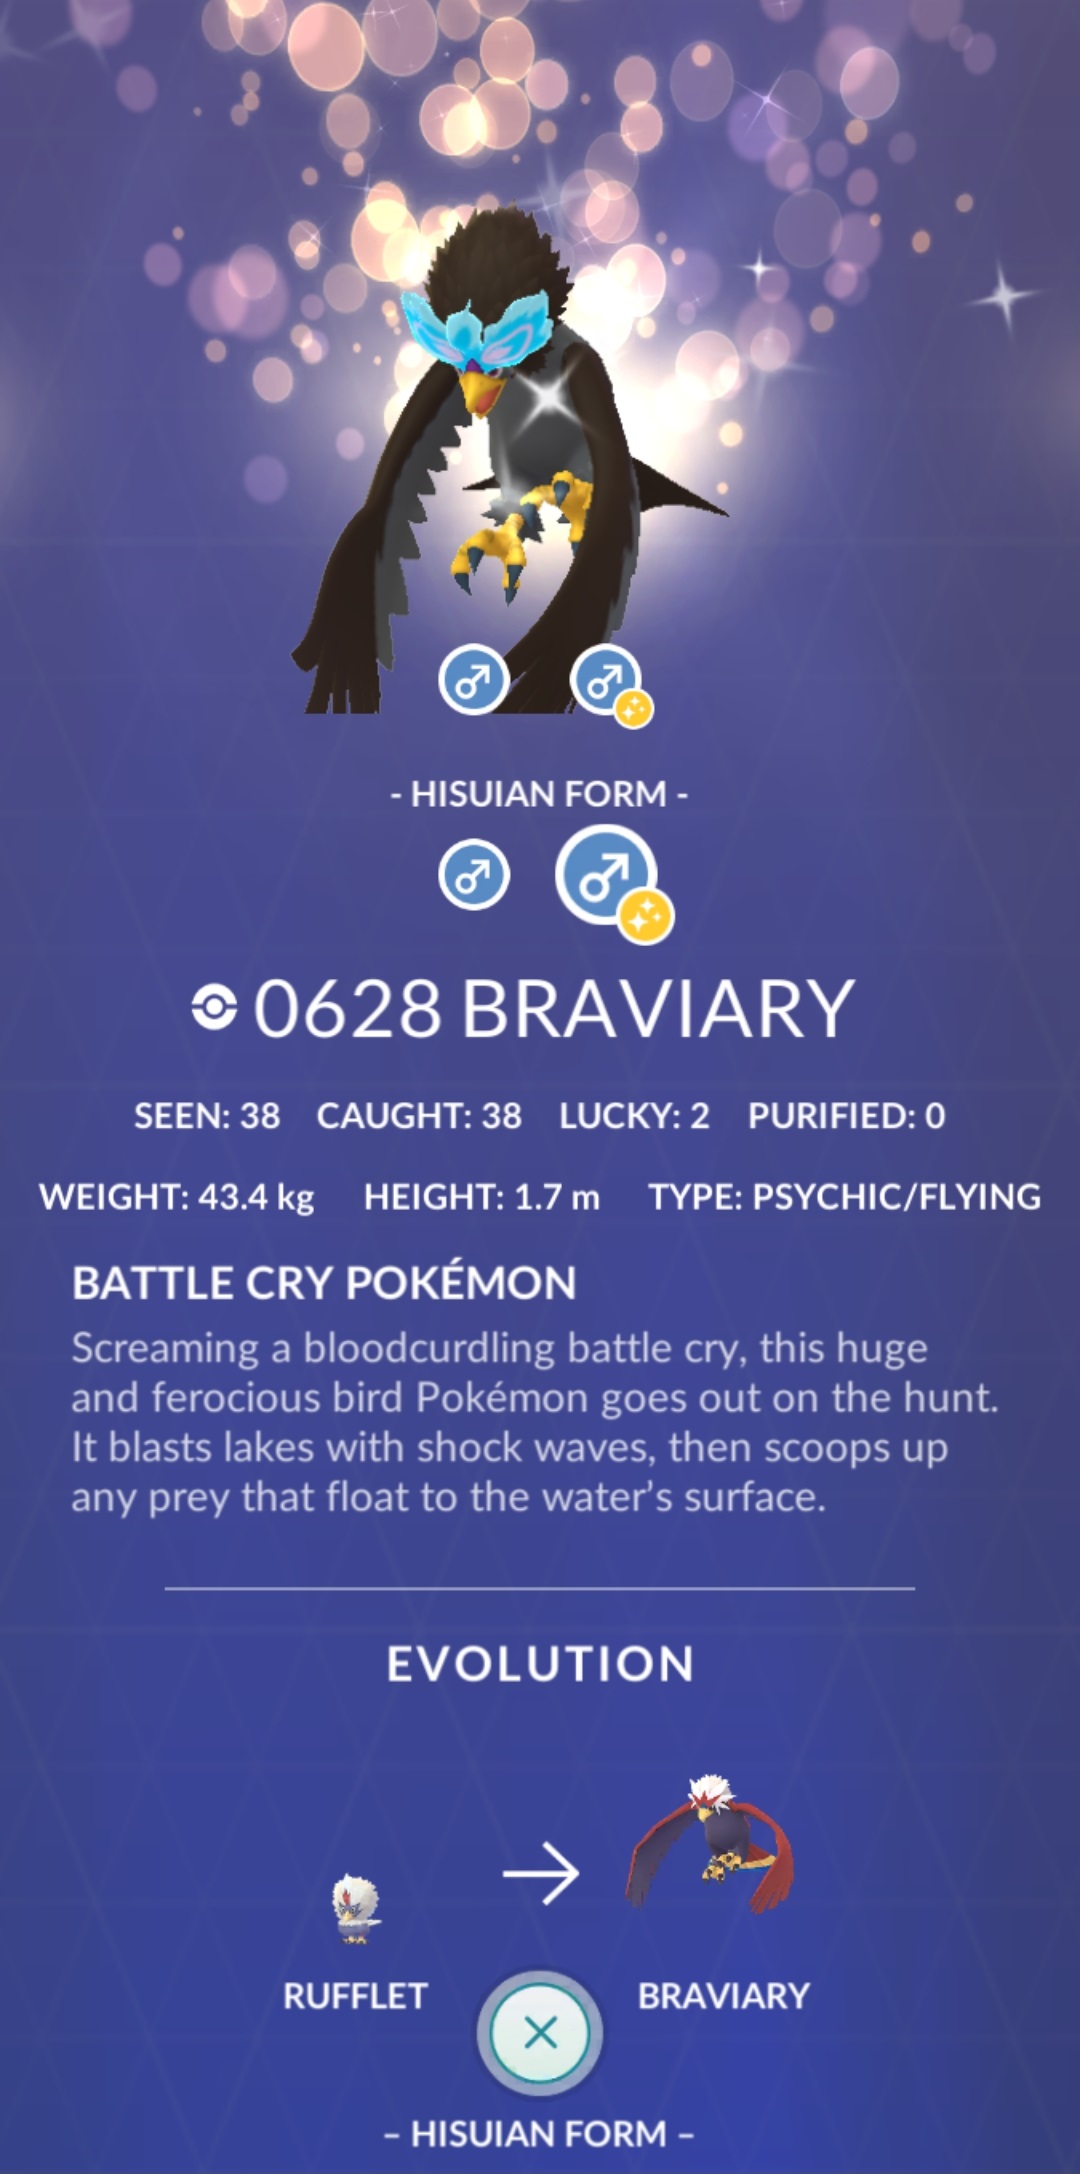 - HISUIAN FORM -
0628 BRAVIARY
SEEN: 38 CAUGHT: 38 LUCKY: 2 PURIFIED: 0
WEIGHT: 43.4 kg HEIGHT: 1.7 m TYPE: PSYCHIC/FLYING
BATTLE CRY POKÉMON
Screaming a bloodcurdling battle cry, this huge
and ferocious bird Pokémon goes out on the hunt.
It blasts lakes with shock waves, then scoops up
any prey that float to the water’s surface.
EVOLUTION
RUFFLET BRAVIARY
– HISUIAN FORM –